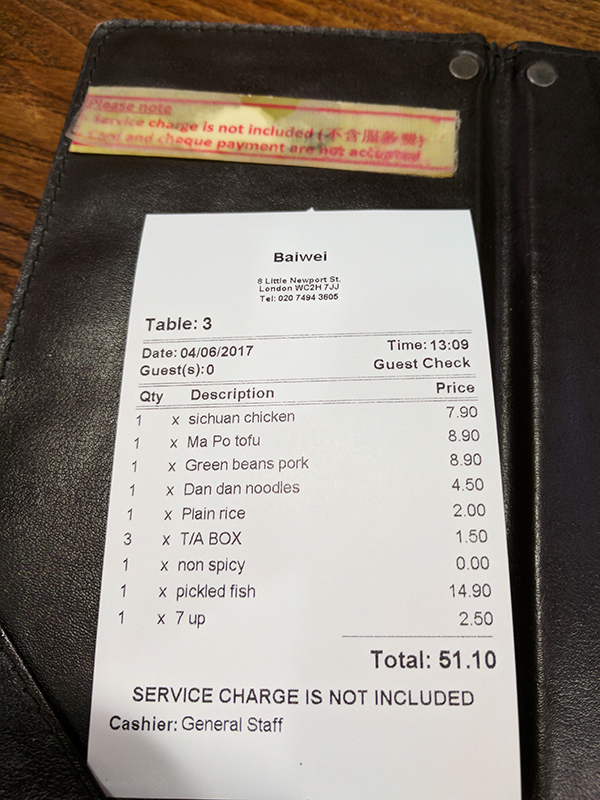 Please note
Service charge is not included (不含服务费)
Card and cheque payment are not accepted
Baiwei
8 Little Newport St.
London WC2H 7JJ
Tel: 020 7494 3605
Table: 3
Date: 04/06/2017 Time: 13:09
Guest(s): 0 Guest Check
Qty Description Price
1 x sichuan chicken 7.90
1 x Ma Po tofu 8.90
1 x Green beans pork 8.90
1 x Dan dan noodles 4.50
1 x Plain rice 2.00
3 x T/A BOX 1.50
1 x non spicy 0.00
1 x pickled fish 14.90
1 x 7 up 2.50
Total: 51.10
SERVICE CHARGE IS NOT INCLUDED
Cashier: General Staff